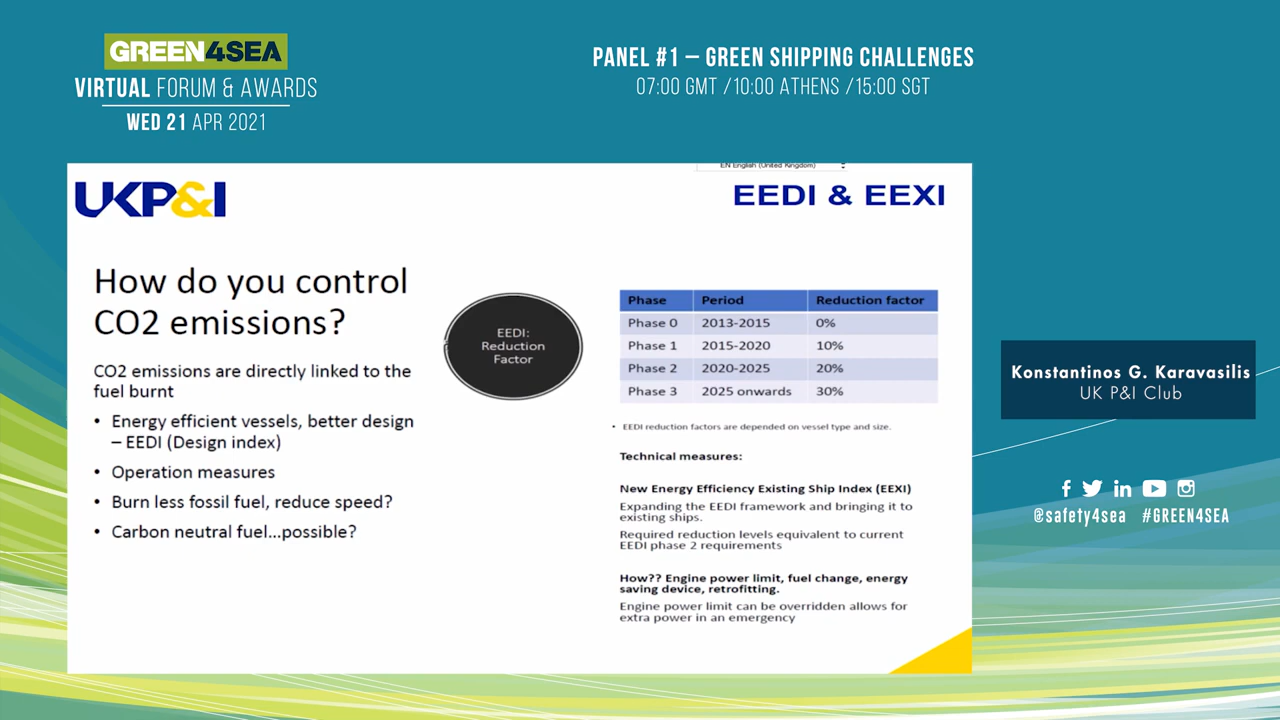 GREEN4SEA
VIRTUAL FORUM & AWARDS
WED 21 APR 2021
PANEL #1 – GREEN SHIPPING CHALLENGES
07:00 GMT /10:00 ATHENS /15:00 SGT
EN English (United Kingdom)
UKP&I
EEDI & EEXI
How do you control
CO2 emissions?
CO2 emissions are directly linked to the
fuel burnt
• Energy efficient vessels, better design
– EEDI (Design index)
• Operation measures
• Burn less fossil fuel, reduce speed?
• Carbon neutral fuel...possible?
EEDI:
Reduction
Factor
Phase Period Reduction factor
Phase 0 2013-2015 0%
Phase 1 2015-2020 10%
Phase 2 2020-2025 20%
Phase 3 2025 onwards 30%
• EEDI reduction factors are depended on vessel type and size.
Technical measures:
New Energy Efficiency Existing Ship Index (EEXI)
Expanding the EEDI framework and bringing it to
existing ships.
Required reduction levels equivalent to current
EEDI phase 2 requirements
How?? Engine power limit, fuel change, energy
saving device, retrofitting.
Engine power limit can be overridden allows for
extra power in an emergency
Konstantinos G. Karavasilis
UK P&I Club
@safety4sea #GREEN4SEA